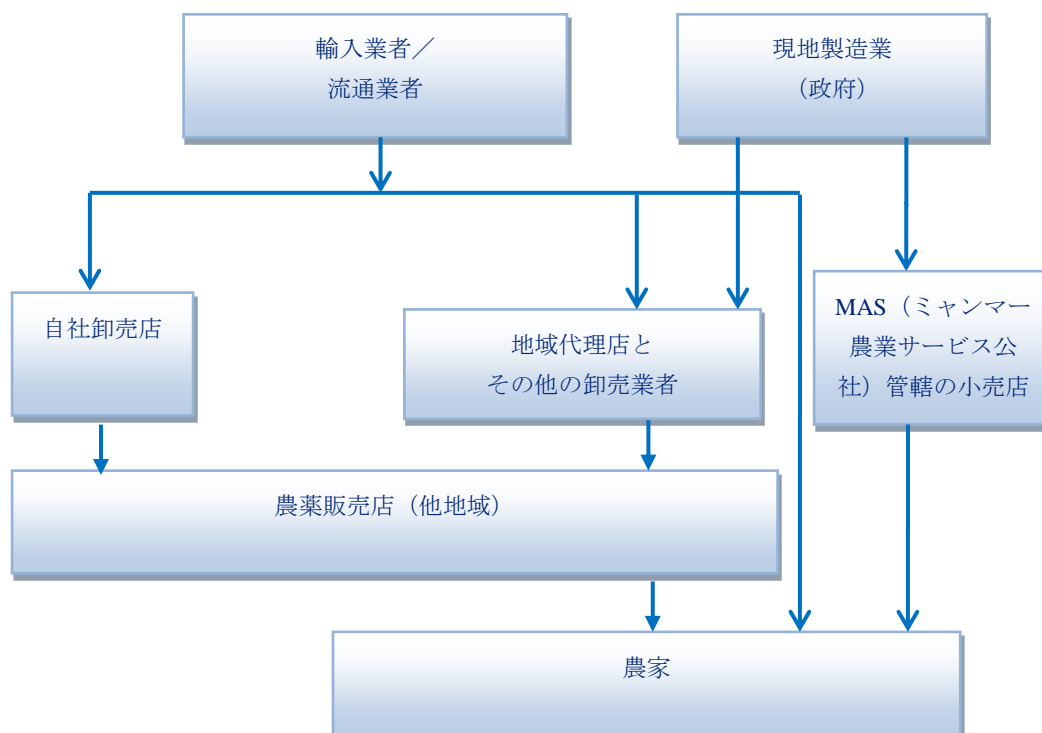 輸入業者／
流通業者
現地製造業
（政府）
自社卸売店
地域代理店と
その他の卸売業者
MAS（ミャンマー
農業サービス公
社）管轄の小売店
農薬販売店（他地域）
農家